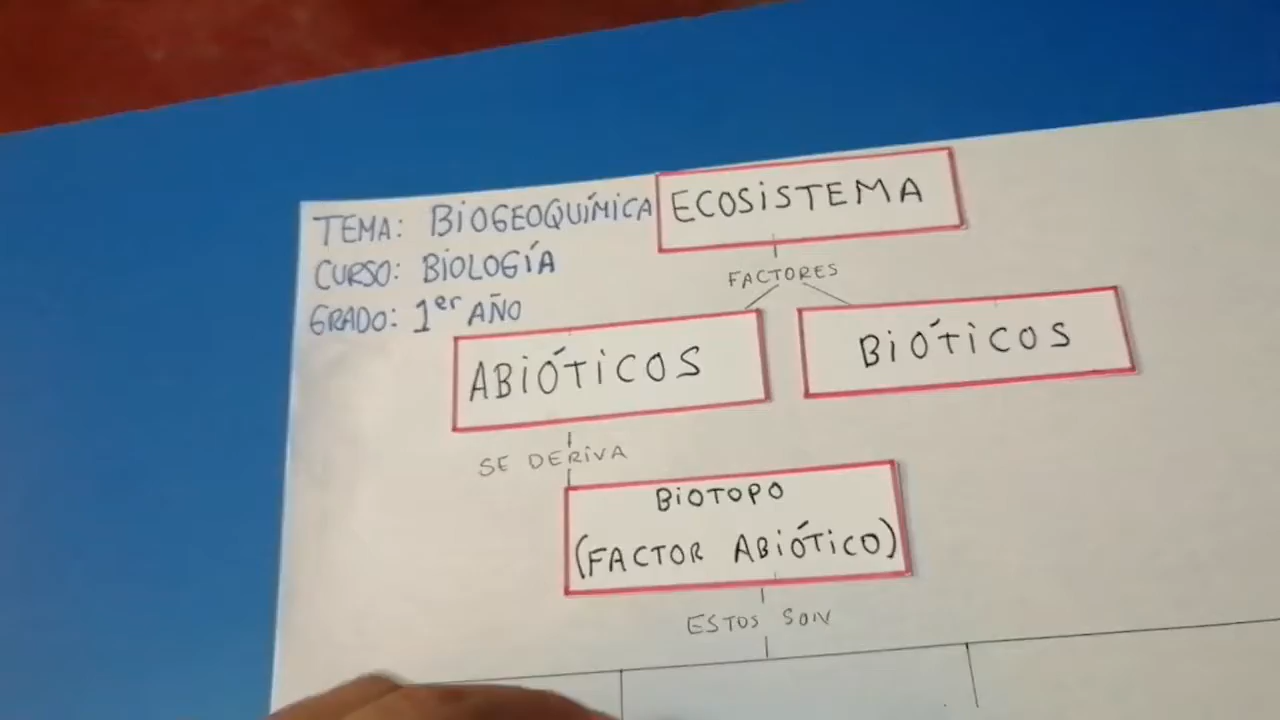 TEMA: BIOGEOQUÍMICA
CURSO: BIOLOGÍA
GRADO: 1er AÑO
ECOSISTEMA
FACTORES
ABIÓTICOS
BIÓTICOS
SE DERIVA
BIOTOPO
(FACTOR ABIÓTICO)
ESTOS SON